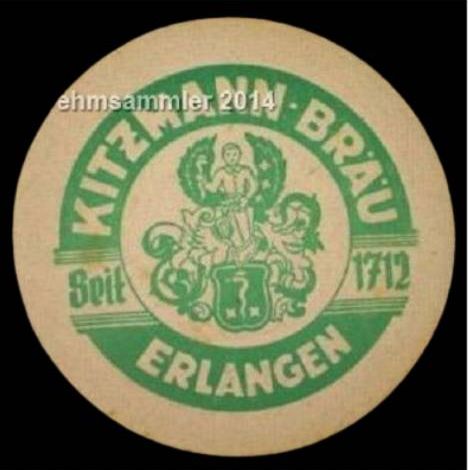 ehmsammler 2014
KITZMANN-BRÄU
Seit 1712
ERLANGEN